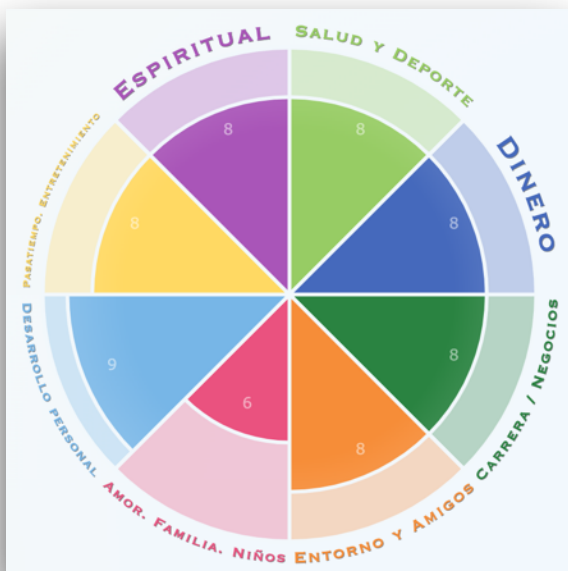 Espiritual
8
Salud y Deporte
8
Dinero
8
Carrera / Negocios
8
Entorno y Amigos
8
Amor. Familia. Niños
6
Desarrollo personal
9
Pasatiempo. Entretenimiento
8